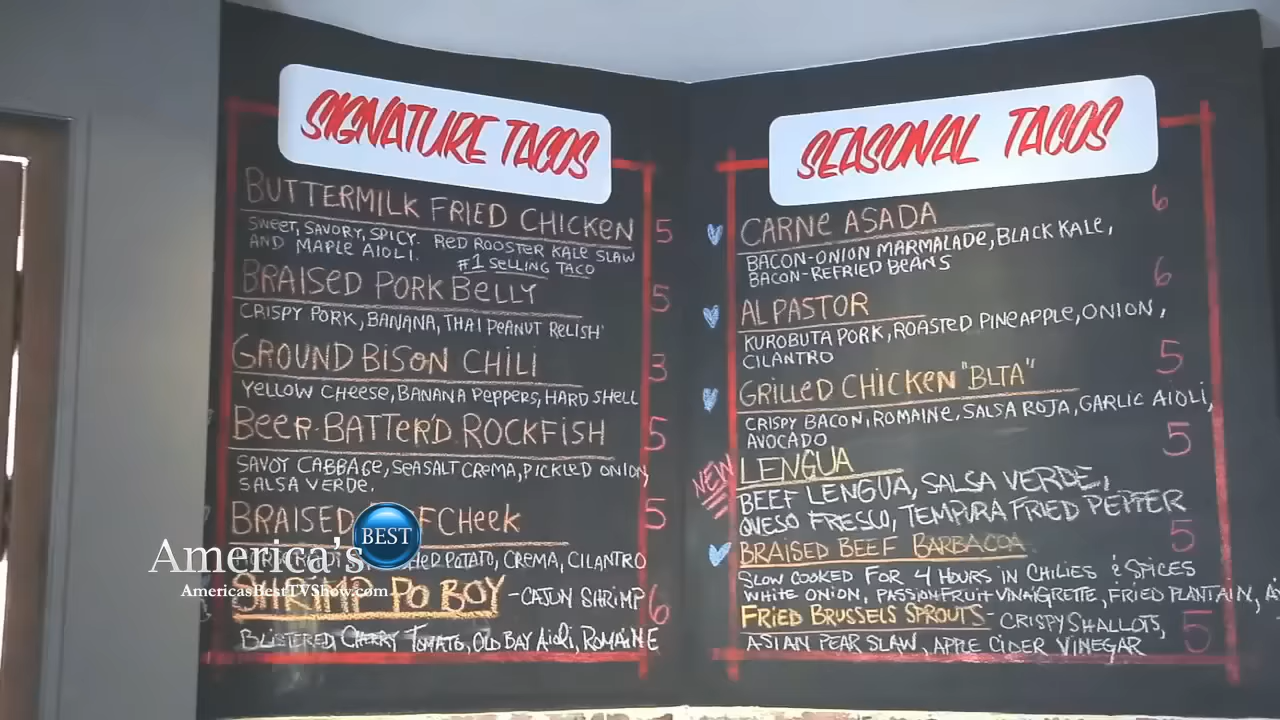 SIGNATURE TACOS
BUTTERMILK FRIED CHICKEN 5
SWEET, SAVORY, SPICY. RED ROOSTER KALE SLAW
AND MAPLE AIOLI. #1 SELLING TACO
BRAISED PORK BELLY 5
CRISPY PORK, BANANA, THAI PEANUT RELISH
GROUND BISON CHILI 3
YELLOW CHEESE, BANANA PEPPERS, HARD SHELL
BEER-BATTER'D ROCKFISH 5
SAVOY CABBAGE, SEA SALT CREMA, PICKLED ONION,
SALSA VERDE.
BRAISED CHEEK 5
POTATO, CREMA, CILANTRO
SHRIMP PO BOY - CAJUN SHRIMP 6
BLISTERED CHERRY TOMATO, OLD BAY AIOLI, ROMAINE
SEASONAL TACOS
CARNE ASADA 6
BACON-ONION MARMALADE, BLACK KALE,
BACON-REFRIED BEANS
AL PASTOR 6
KUROBUTA PORK, ROASTED PINEAPPLE, ONION,
CILANTRO
GRILLED CHICKEN "BLTA" 5
CRISPY BACON, ROMAINE, SALSA ROJA, GARLIC AIOLI,
AVOCADO
NEW LENGUA 5
BEEF LENGUA, SALSA VERDE,
QUESO FRESCO, TEMPURA FRIED PEPPER
BRAISED BEEF BARBACOA 5
SLOW COOKED FOR 4 HOURS IN CHILIES & SPICES
WHITE ONION, PASSIONFRUIT VINAIGRETTE, FRIED PLANTAIN,
FRIED BRUSSELS SPROUTS - CRISPY SHALLOTS, 5
ASIAN PEAR SLAW, APPLE CIDER VINEGAR
America's BEST
AmericasBestTVShow.com